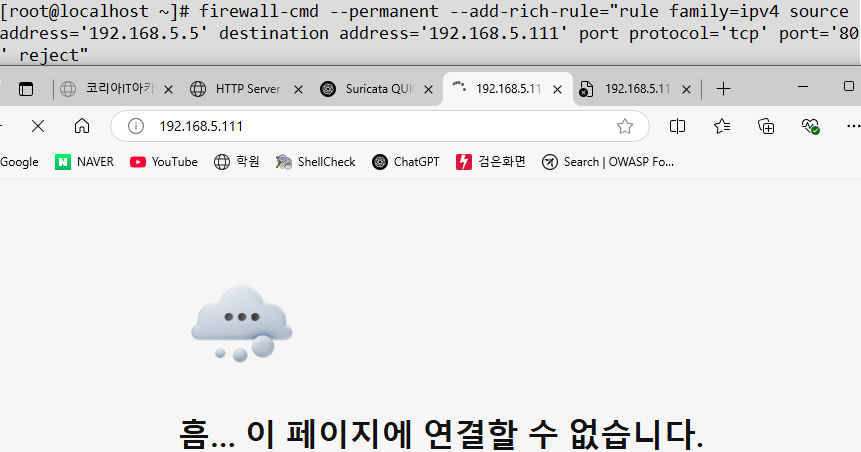 [root@localhost ~]# firewall-cmd --permanent --add-rich-rule="rule family=ipv4 source
address='192.168.5.5' destination address='192.168.5.111' port protocol='tcp' port='80
' reject"
코리아IT아카 HTTP Server Suricata QUI 192.168.5.11 192.168.5.11
192.168.5.111
Google NAVER YouTube 학원 ShellCheck ChatGPT 검은화면 Search | OWASP Fo...
흠... 이 페이지에 연결할 수 없습니다.